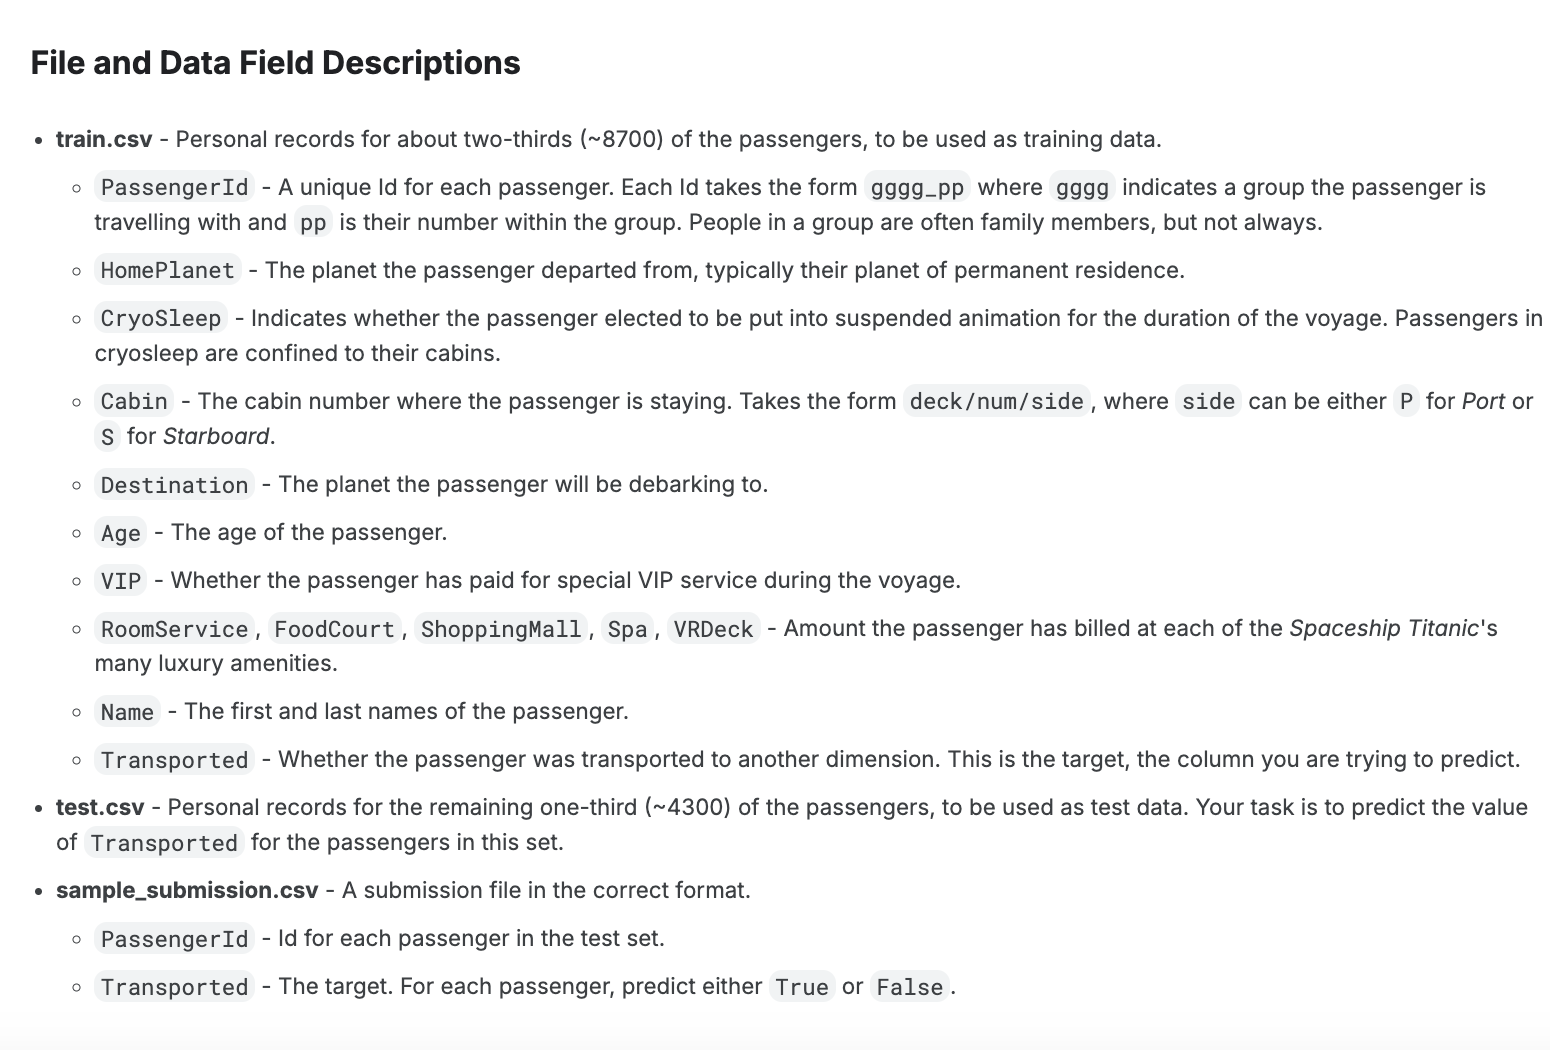 File and Data Field Descriptions
• train.csv - Personal records for about two-thirds (~8700) of the passengers, to be used as training data.
◦ PassengerId - A unique Id for each passenger. Each Id takes the form gggg_pp where gggg indicates a group the passenger is
travelling with and pp is their number within the group. People in a group are often family members, but not always.
◦ HomePlanet - The planet the passenger departed from, typically their planet of permanent residence.
◦ CryoSleep - Indicates whether the passenger elected to be put into suspended animation for the duration of the voyage. Passengers in
cryosleep are confined to their cabins.
◦ Cabin - The cabin number where the passenger is staying. Takes the form deck/num/side, where side can be either P for Port or
S for Starboard.
◦ Destination - The planet the passenger will be debarking to.
◦ Age - The age of the passenger.
◦ VIP - Whether the passenger has paid for special VIP service during the voyage.
◦ RoomService, FoodCourt, ShoppingMall, Spa, VRDeck - Amount the passenger has billed at each of the Spaceship Titanic's
many luxury amenities.
◦ Name - The first and last names of the passenger.
◦ Transported - Whether the passenger was transported to another dimension. This is the target, the column you are trying to predict.
• test.csv - Personal records for the remaining one-third (~4300) of the passengers, to be used as test data. Your task is to predict the value
of Transported for the passengers in this set.
• sample_submission.csv - A submission file in the correct format.
◦ PassengerId - Id for each passenger in the test set.
◦ Transported - The target. For each passenger, predict either True or False.